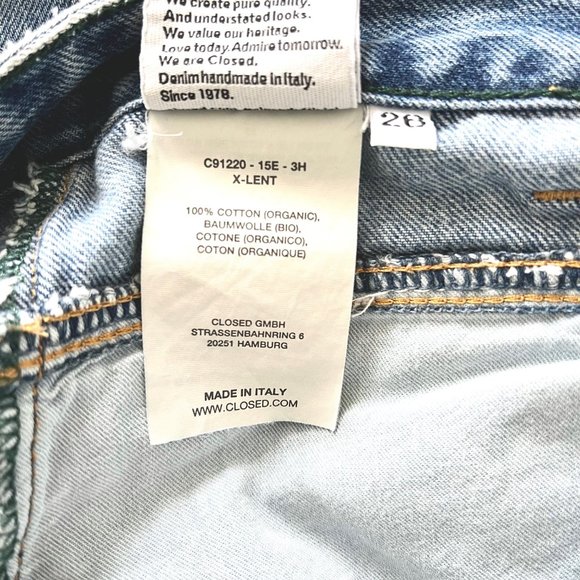 We create pure quality.
And understated looks.
We value our heritage.
Love today. Admire tomorrow.
We are Closed.
Denim handmade in Italy.
Since 1978.
26
C91220 - 15E - 3H
X-LENT
100% COTTON (ORGANIC),
BAUMWOLLE (BIO),
COTONE (ORGANICO),
COTON (ORGANIQUE)
CLOSED GMBH
STRASSENBAHNRING 6
20251 HAMBURG
MADE IN ITALY
WWW.CLOSED.COM